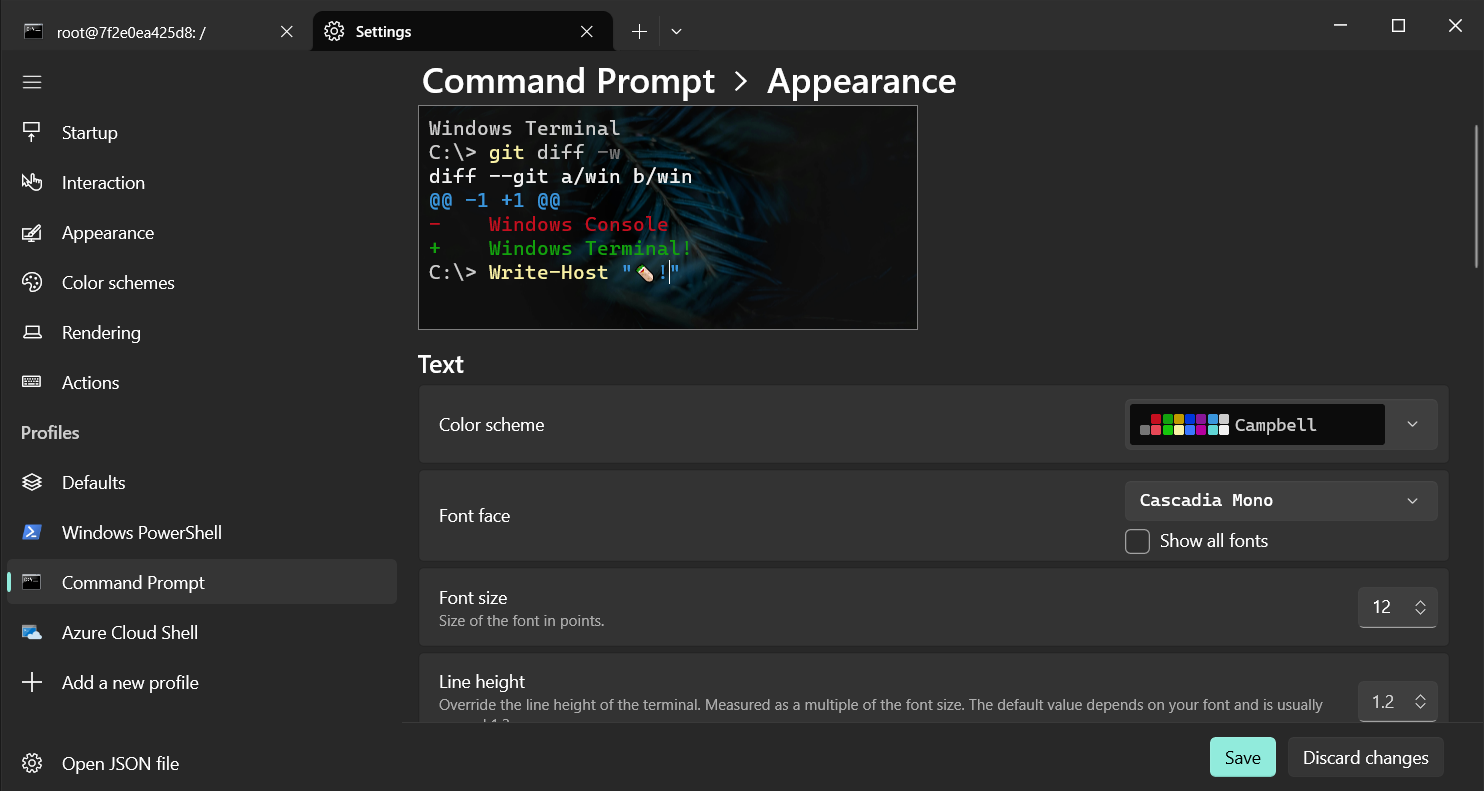 root@7f2e0ea425d8: /
Settings
Command Prompt > Appearance
Startup
Interaction
Appearance
Color schemes
Rendering
Actions
Profiles
Defaults
Windows PowerShell
Command Prompt
Azure Cloud Shell
Add a new profile
Open JSON file
Windows Terminal
C:\> git diff -w
diff --git a/win b/win
@@ -1 +1 @@
-    Windows Console
+    Windows Terminal!
C:\> Write-Host "🪓!"
Text
Color scheme
Campbell
Font face
Cascadia Mono
Show all fonts
Font size
Size of the font in points.
12
Line height
Override the line height of the terminal. Measured as a multiple of the font size. The default value depends on your font and is usually
1.2
Save
Discard changes